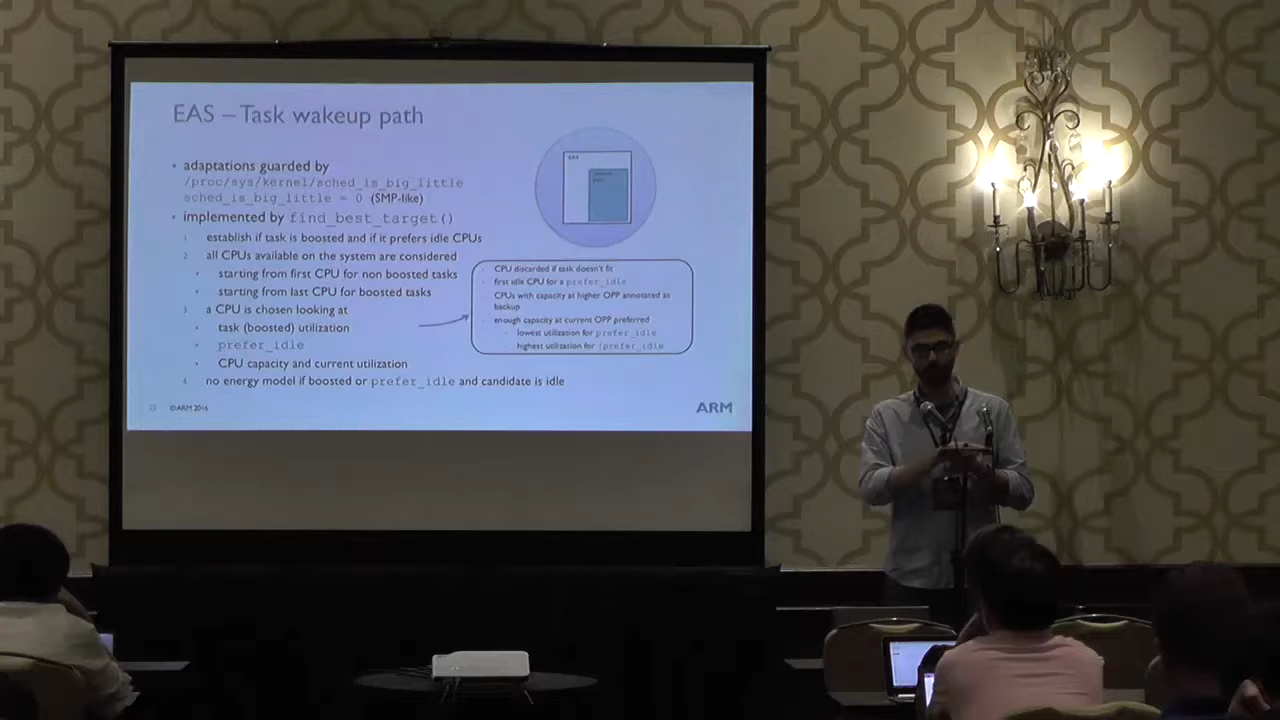 EAS – Task wakeup path
• adaptations guarded by
/proc/sys/kernel/sched_is_big_little
sched_is_big_little = 0 (SMP-like)
• implemented by find_best_target()
1 establish if task is boosted and if it prefers idle CPUs
2 all CPUs available on the system are considered
• starting from first CPU for non boosted tasks
• starting from last CPU for boosted tasks
3 a CPU is chosen looking at
• task (boosted) utilization
• prefer_idle
• CPU capacity and current utilization
4 no energy model if boosted or prefer_idle and candidate is idle
EAS
CPU discarded if task doesn't fit
first idle CPU for a prefer_idle
CPUs with capacity at higher OPP annotated as
backup
enough capacity at current OPP preferred
lowest utilization for prefer_idle
highest utilization for !prefer_idle
©ARM 2016
ARM